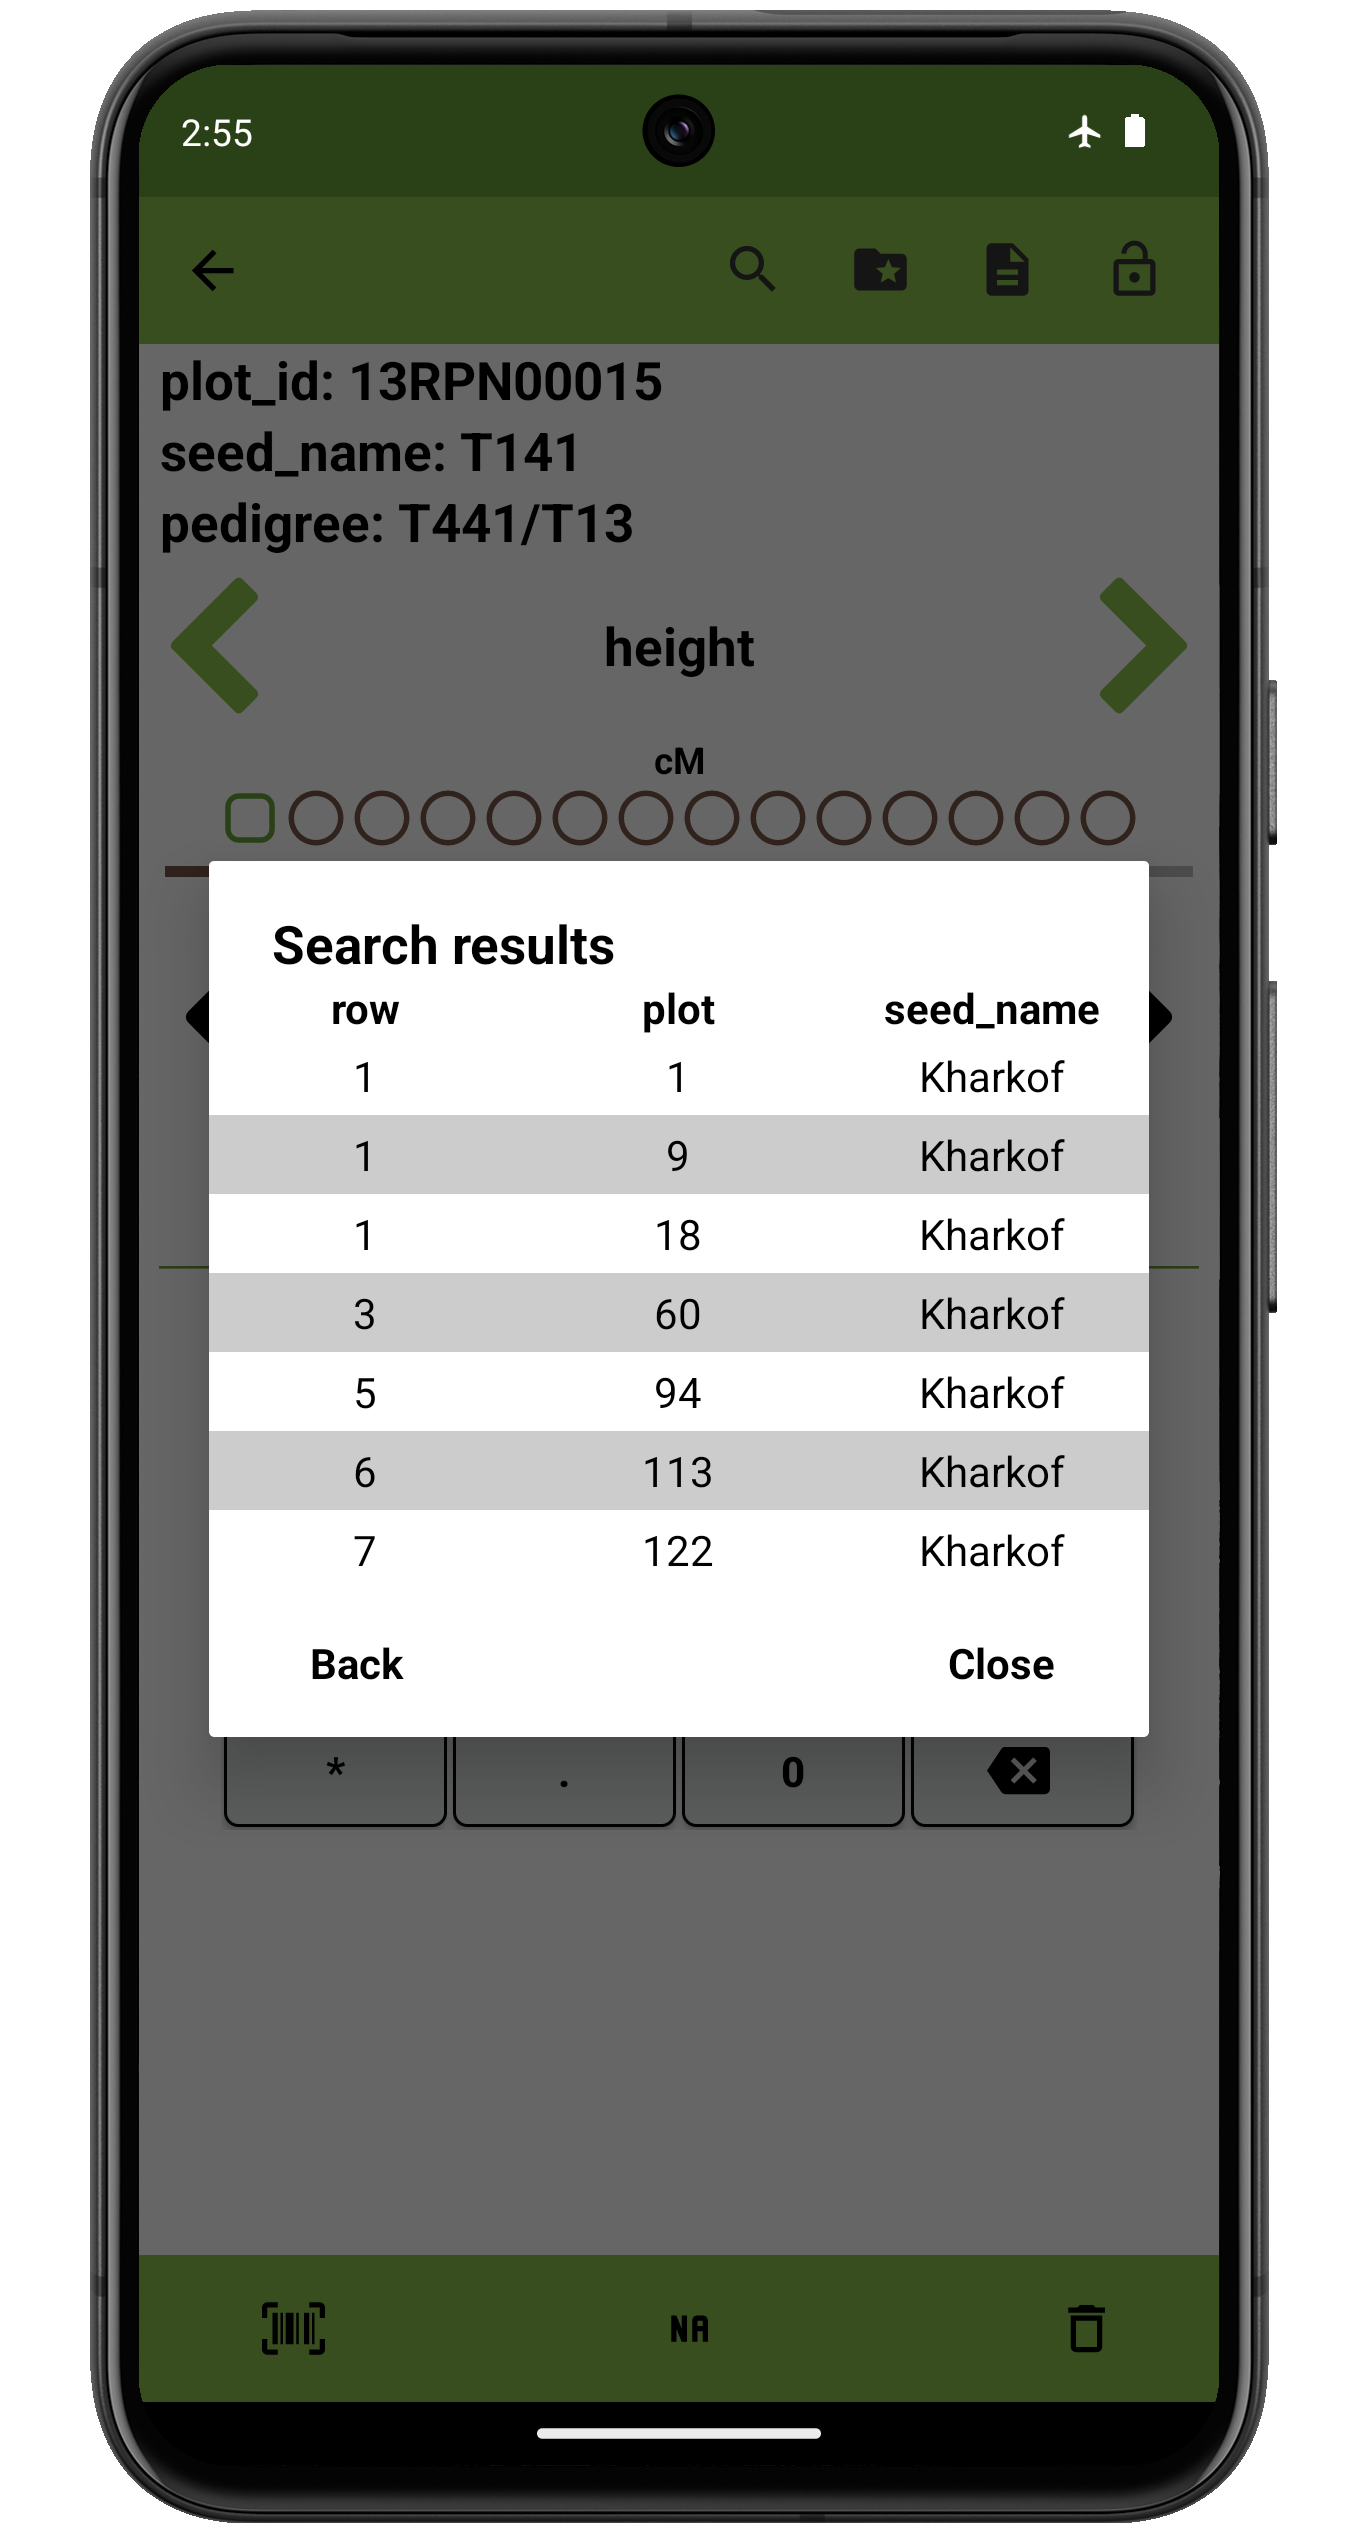 2:55
plot_id: 13RPN00015
seed_name: T141
pedigree: T441/T13
height
cM
Search results
row plot seed_name
1 1 Kharkof
1 9 Kharkof
1 18 Kharkof
3 60 Kharkof
5 94 Kharkof
6 113 Kharkof
7 122 Kharkof
Back Close
* . 0
NA